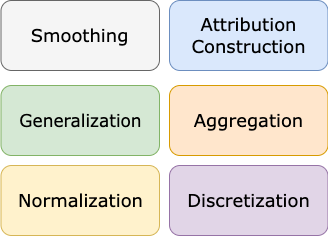 Smoothing
Attribution
Construction
Generalization
Aggregation
Normalization
Discretization